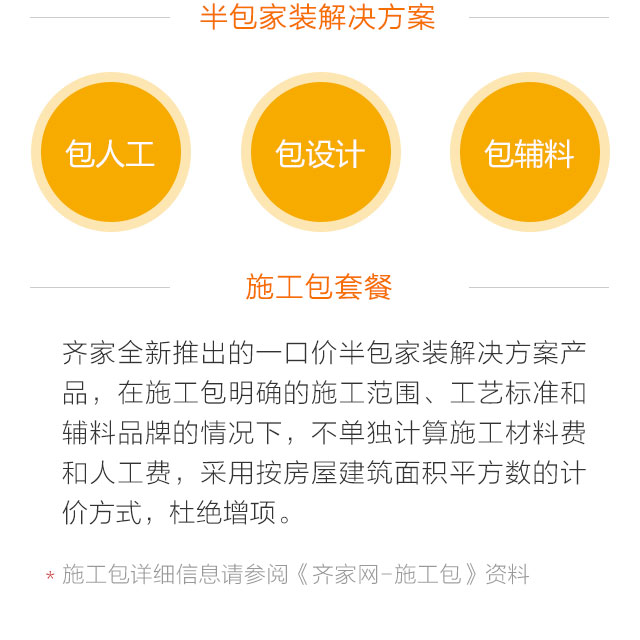 半包家装解决方案
包人工
包设计
包辅料
施工包套餐
齐家全新推出的一口价半包家装解决方案产
品，在施工包明确的施工范围、工艺标准和
辅料品牌的情况下，不单独计算施工材料费
和人工费，采用按房屋建筑面积平方数的计
价方式，杜绝增项。
* 施工包详细信息请参阅《齐家网-施工包》资料